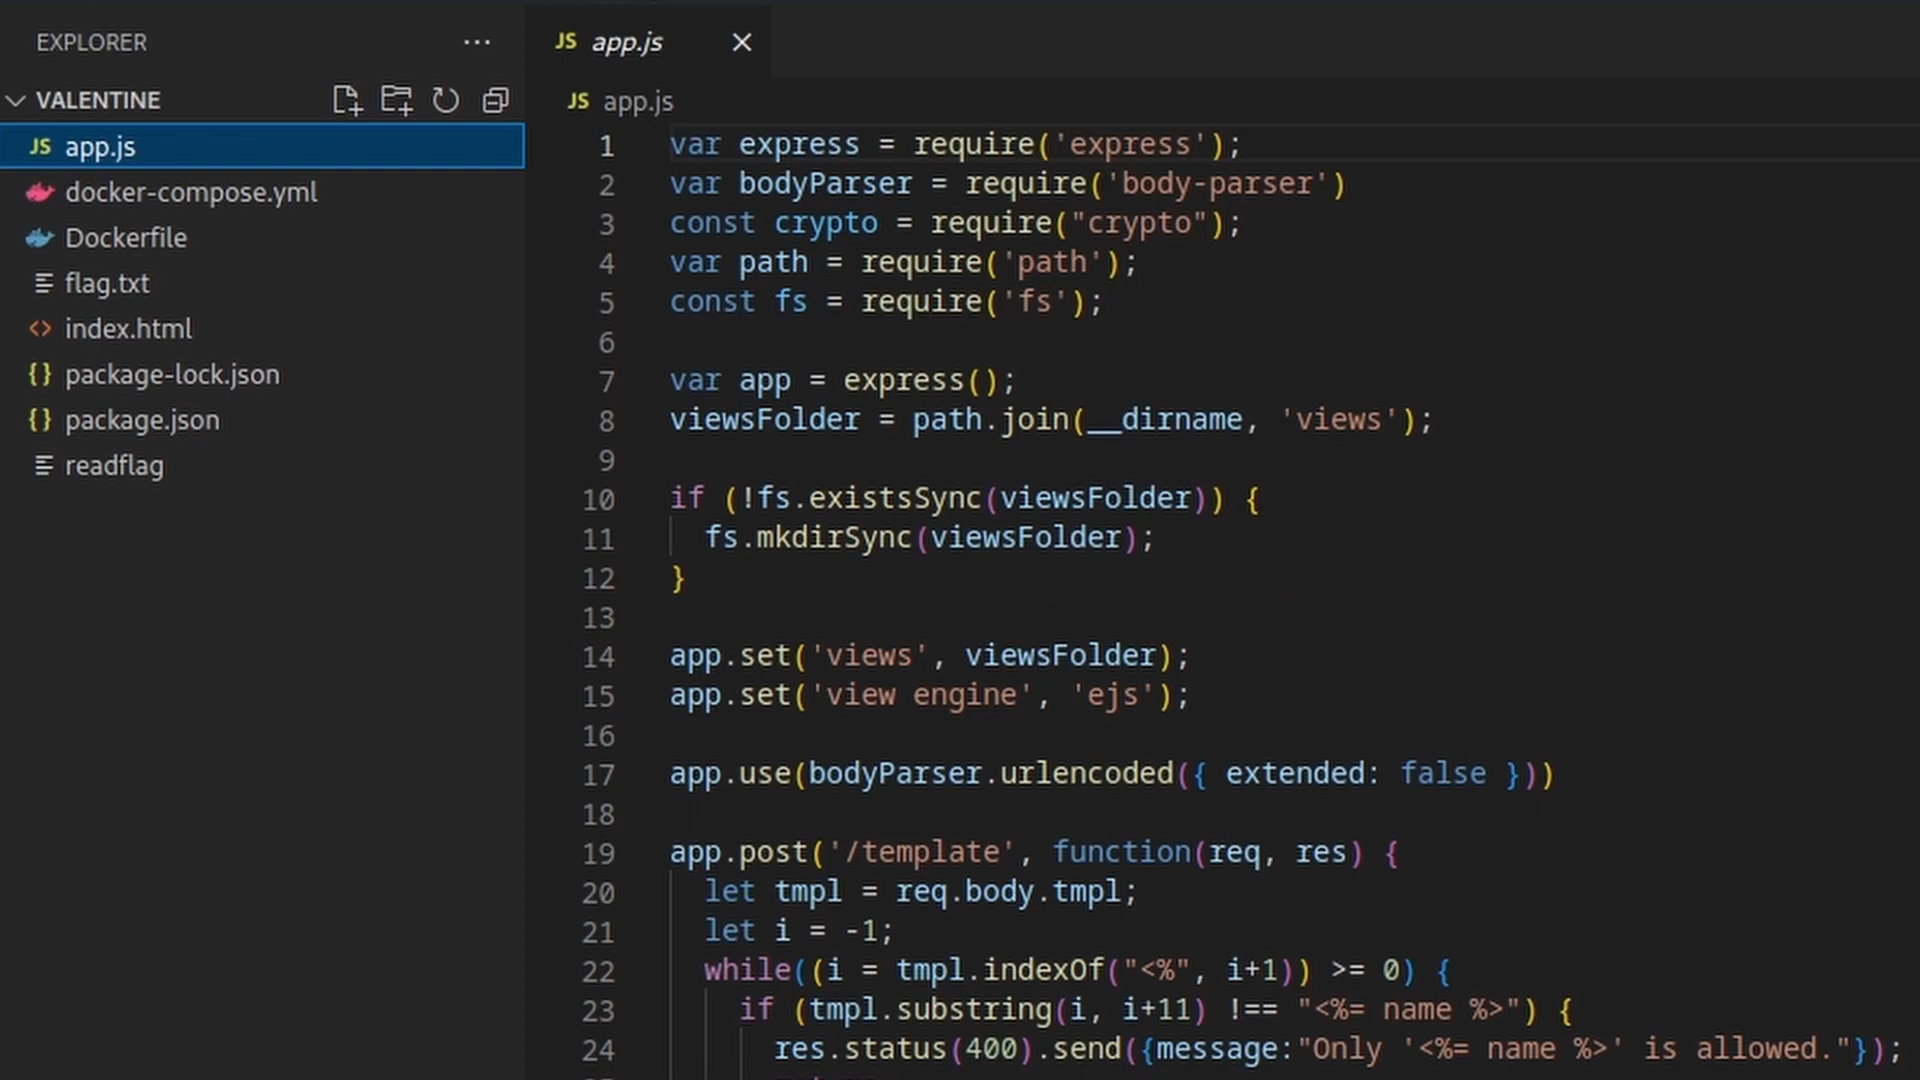 EXPLORER ···
VALENTINE
JS app.js
docker-compose.yml
Dockerfile
flag.txt
<> index.html
{} package-lock.json
{} package.json
readflag
JS app.js
JS app.js
1 var express = require('express');
2 var bodyParser = require('body-parser')
3 const crypto = require("crypto");
4 var path = require('path');
5 const fs = require('fs');
6
7 var app = express();
8 viewsFolder = path.join(__dirname, 'views');
9
10 if (!fs.existsSync(viewsFolder)) {
11   fs.mkdirSync(viewsFolder);
12 }
13
14 app.set('views', viewsFolder);
15 app.set('view engine', 'ejs');
16
17 app.use(bodyParser.urlencoded({ extended: false }))
18
19 app.post('/template', function(req, res) {
20   let tmpl = req.body.tmpl;
21   let i = -1;
22   while((i = tmpl.indexOf("<%", i+1)) >= 0) {
23     if (tmpl.substring(i, i+11) !== "<%= name %>") {
24       res.status(400).send({message:"Only '<%= name %>' is allowed."});